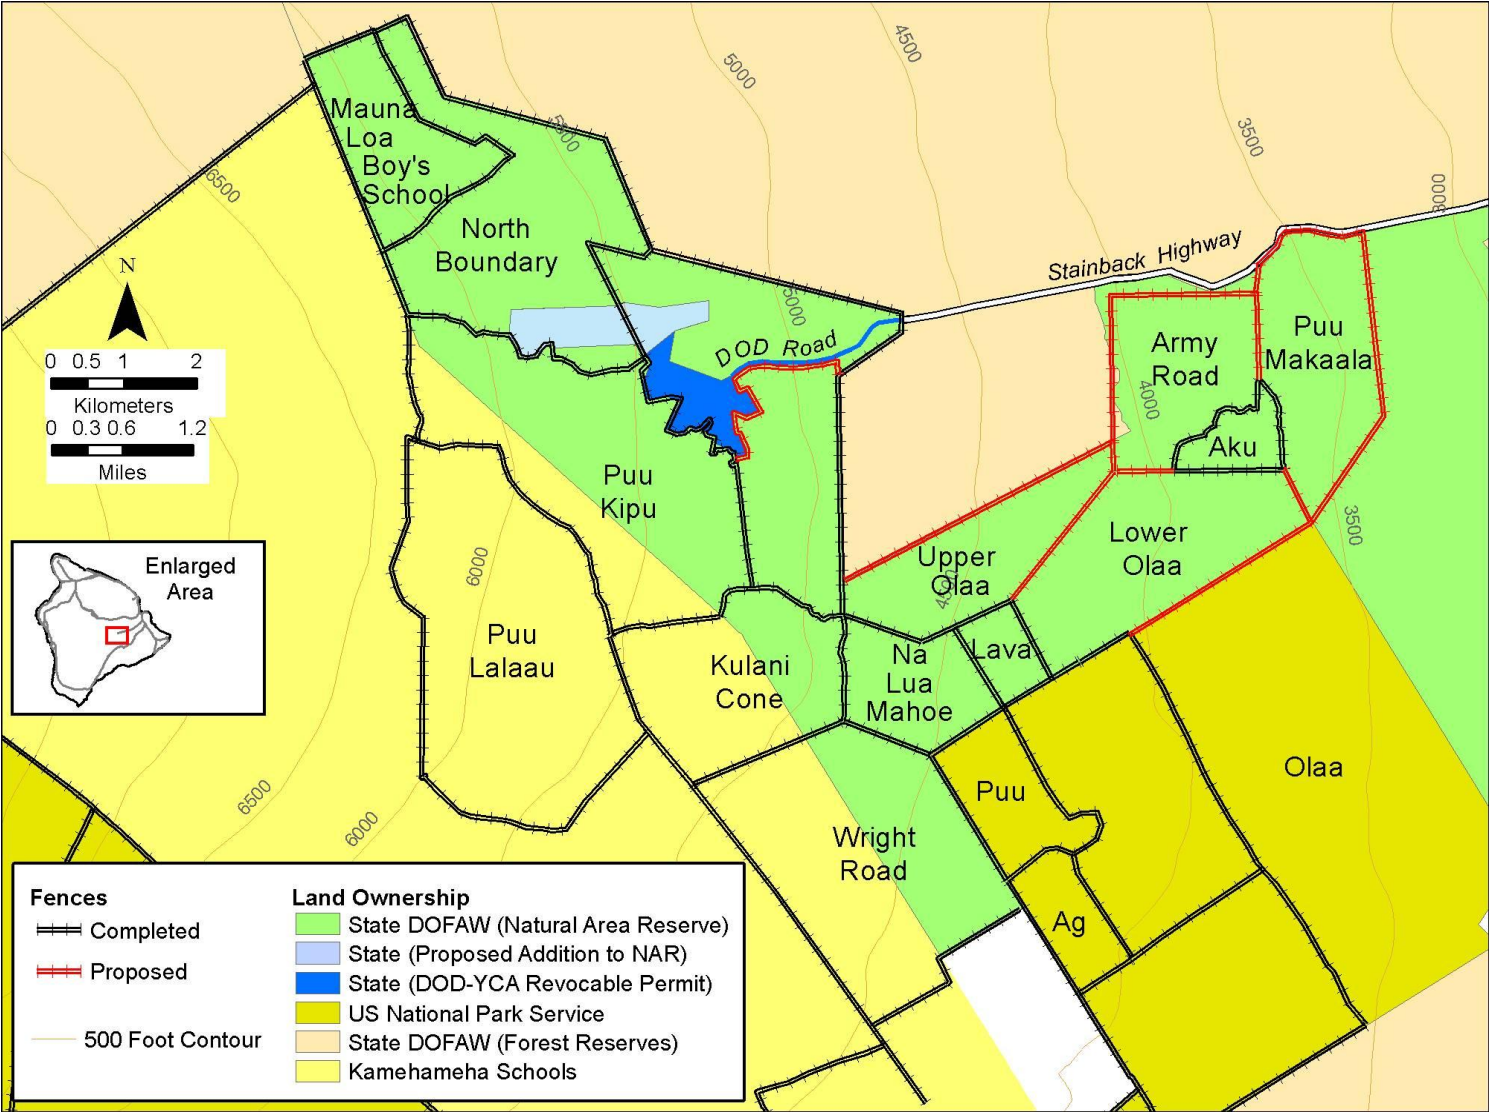 4500
5000
3500
Mauna
Loa
Boy's
School
5500
6500
3000
North
Boundary
Stainback Highway
N
5000
DOD Road
Puu
Makaala
Army
Road
0 0.5 1 2
Kilometers
0 0.3 0.6 1.2
Miles
4000
Aku
Puu
Kipu
3500
Lower
Olaa
Upper
Olaa
4500
6000
Enlarged
Area
Puu
Lalaau
Kulani
Cone
Na
Lua
Mahoe
Lava
Olaa
Puu
6500
6000
Wright
Road
Ag
Fences
Completed
Proposed
500 Foot Contour
Land Ownership
State DOFAW (Natural Area Reserve)
State (Proposed Addition to NAR)
State (DOD-YCA Revocable Permit)
US National Park Service
State DOFAW (Forest Reserves)
Kamehameha Schools